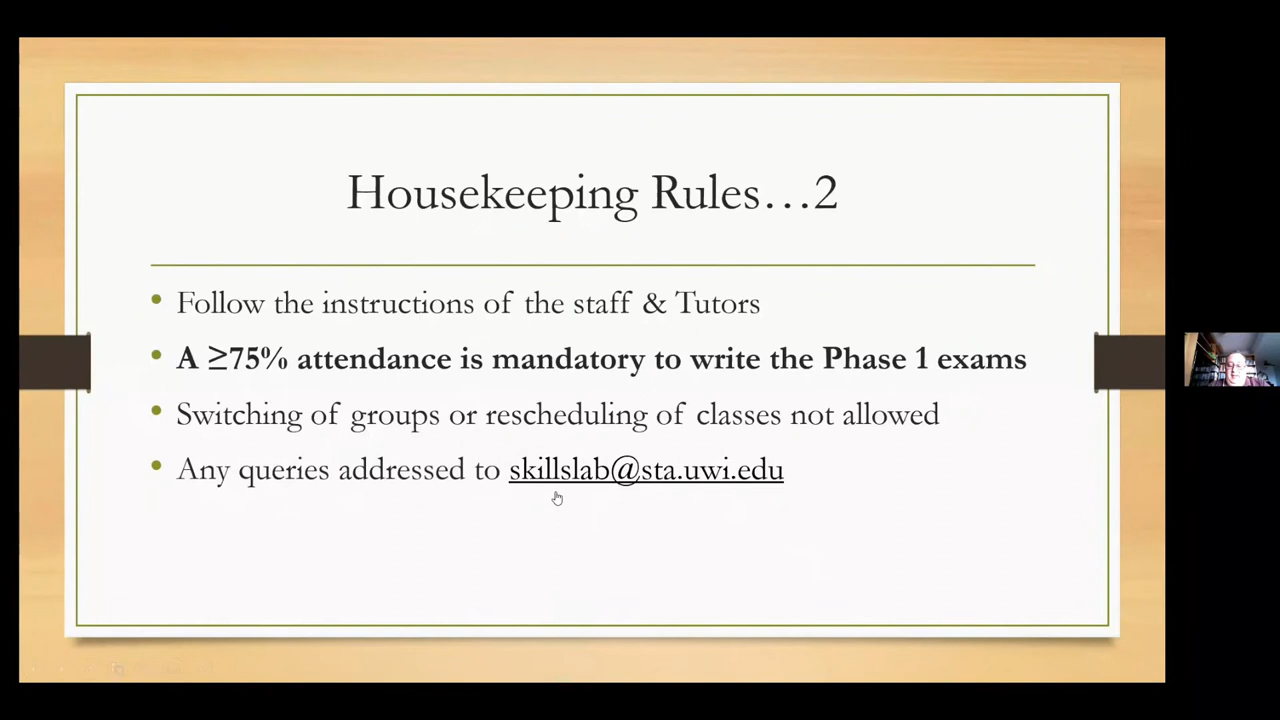 Housekeeping Rules…2
• Follow the instructions of the staff & Tutors
• A ≥75% attendance is mandatory to write the Phase 1 exams
• Switching of groups or rescheduling of classes not allowed
• Any queries addressed to skillslab@sta.uwi.edu